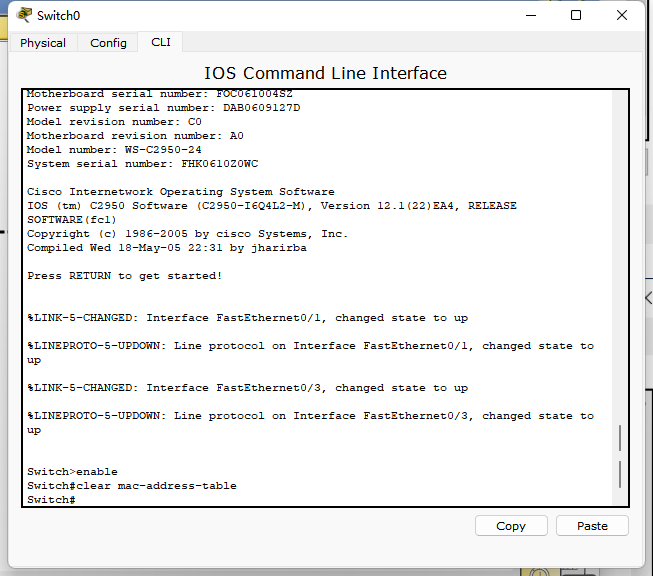 Switch0
Physical Config CLI
IOS Command Line Interface
Motherboard serial number: FOC061004SZ
Power supply serial number: DAB0609127D
Model revision number: C0
Motherboard revision number: A0
Model number: WS-C2950-24
System serial number: FHK0610Z0WC
Cisco Internetwork Operating System Software
IOS (tm) C2950 Software (C2950-I6Q4L2-M), Version 12.1(22)EA4, RELEASE
SOFTWARE(fc1)
Copyright (c) 1986-2005 by cisco Systems, Inc.
Compiled Wed 18-May-05 22:31 by jharirba
Press RETURN to get started!
%LINK-5-CHANGED: Interface FastEthernet0/1, changed state to up
%LINEPROTO-5-UPDOWN: Line protocol on Interface FastEthernet0/1, changed state to
up
%LINK-5-CHANGED: Interface FastEthernet0/3, changed state to up
%LINEPROTO-5-UPDOWN: Line protocol on Interface FastEthernet0/3, changed state to
up
Switch>enable
Switch#clear mac-address-table
Switch#
Copy Paste